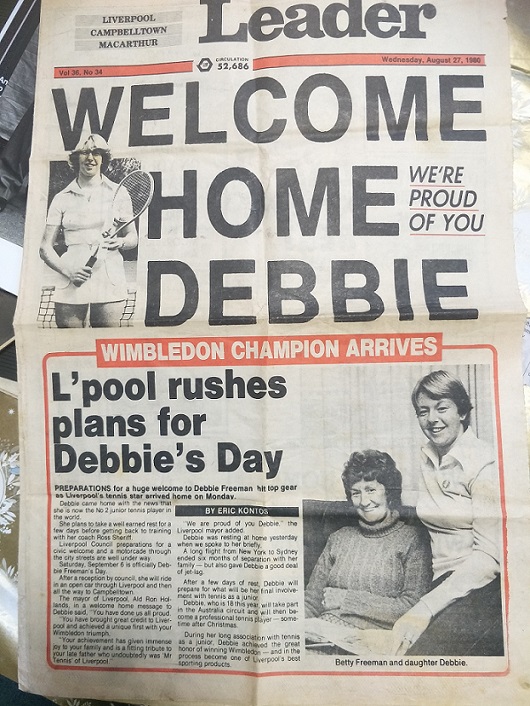 LIVERPOOL
CAMPBELLTOWN
MACARTHUR
Leader
Vol 36, No 34
CIRCULATION
52,686
Wednesday, August 27, 1980
WELCOME
HOME
DEBBIE
WE'RE
PROUD
OF YOU
WIMBLEDON CHAMPION ARRIVES
L'pool rushes
plans for
Debbie's Day
PREPARATIONS for a huge welcome to Debbie Freeman hit top gear
as Liverpool's tennis star arrived home on Monday.
Debbie came home with the news that
she is now the No 2 junior tennis player in
the world.
She plans to take a well earned rest for a
few days before getting back to training
with her coach Ross Sheriff.
Liverpool Council preparations for a
civic welcome and a motorcade through
the city streets are well under way.
Saturday, September 6 is officially Deb-
bie Freeman's Day.
After a reception by council, she will ride
in an open car through Liverpool and then
all the way to Campbelltown.
The mayor of Liverpool, Ald Ron Hol-
lands, in a welcome home message to
Debbie said, "You have done us all proud.
"You have brought great credit to Liver-
pool and achieved a unique first with your
Wimbledon triumph.
"Your achievement has given immense
joy to your family and is a fitting tribute to
your late father who undoubtedly was 'Mr
Tennis' of Liverpool.
BY ERIC KONTOS
"We are proud of you Debbie," the
Liverpool mayor added.
Debbie was resting at home yesterday
when we spoke to her briefly.
A long flight from New York to Sydney
ended six months of separation with her
family — but also gave Debbie a good deal
of jet-lag.
After a few days of rest, Debbie will
prepare for what will be her final involve-
ment with tennis as a junior.
Debbie, who is 18 this year, will take part
in the Australia circuit and will then be-
come a professional tennis player — some-
time after Christmas.
During her long association with tennis
as a junior, Debbie achieved the great
honor of winning Wimbledon — and in the
process become one of Liverpool's best
sporting products.
Betty Freeman and daughter Debbie.